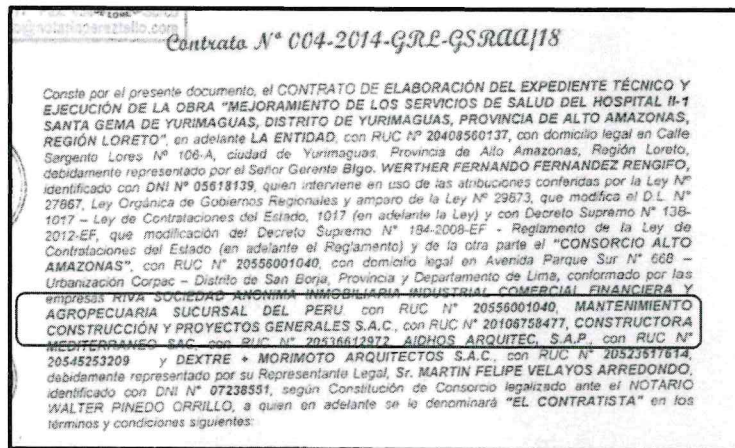 Contrato Nº 004-2014-GRL-GSRAA/18
Conste por el presente documento, el CONTRATO DE ELABORACIÓN DEL EXPEDIENTE TÉCNICO Y
EJECUCIÓN DE LA OBRA "MEJORAMIENTO DE LOS SERVICIOS DE SALUD DEL HOSPITAL II-1
SANTA GEMA DE YURIMAGUAS, DISTRITO DE YURIMAGUAS, PROVINCIA DE ALTO AMAZONAS,
REGIÓN LORETO", en adelante LA ENTIDAD, con RUC Nº 20408560137, con domicilio legal en Calle
Sargento Lores Nº 106-A, ciudad de Yurimaguas, Provincia de Alto Amazonas, Región Loreto,
debidamente representado por el Señor Gerente Blgo. WERTHER FERNANDO FERNANDEZ RENGIFO,
identificado con DNI Nº 05618139, quien interviene en uso de las atribuciones conferidas por la Ley Nº
27867, Ley Orgánica de Gobiernos Regionales y amparo de la Ley Nº 29873, que modifica el D.L. N°
1017 – Ley de Contrataciones del Estado, 1017 (en adelante la Ley) y con Decreto Supremo N° 138-
2012-EF, que modificación del Decreto Supremo N° 184-2008-EF - Reglamento de la Ley de
Contrataciones del Estado (en adelante el Reglamento) y de la otra parte el "CONSORCIO ALTO
AMAZONAS", con RUC N° 20556001040, con domicilio legal en Avenida Parque Sur N° 668 –
Urbanización Corpac – Distrito de San Borja, Provincia y Departamento de Lima, conformado por las
empresas RIVA SOCIEDAD ANONIMA INMOBILIARIA INDUSTRIAL COMERCIAL FINANCIERA Y
AGROPECUARIA SUCURSAL DEL PERU con RUC N° 20556001040, MANTENIMIENTO
CONSTRUCCIÓN Y PROYECTOS GENERALES S.A.C., con RUC N° 20106758477, CONSTRUCTORA
MEDITERRANEO SAC, con RUC N° 20536612972, AIDHOS ARQUITEC, S.A.P., con RUC N°
20545253209 y DEXTRE + MORIMOTO ARQUITECTOS S.A.C., con RUC N° 20523517614,
debidamente representado por su Representante Legal, Sr. MARTIN FELIPE VELAYOS ARREDONDO,
identificado con DNI N° 07238551, según Constitución de Consorcio legalizado ante el NOTARIO
WALTER PINEDO ORRILLO, a quien en adelante se le denominará "EL CONTRATISTA" en los
términos y condiciones siguientes: